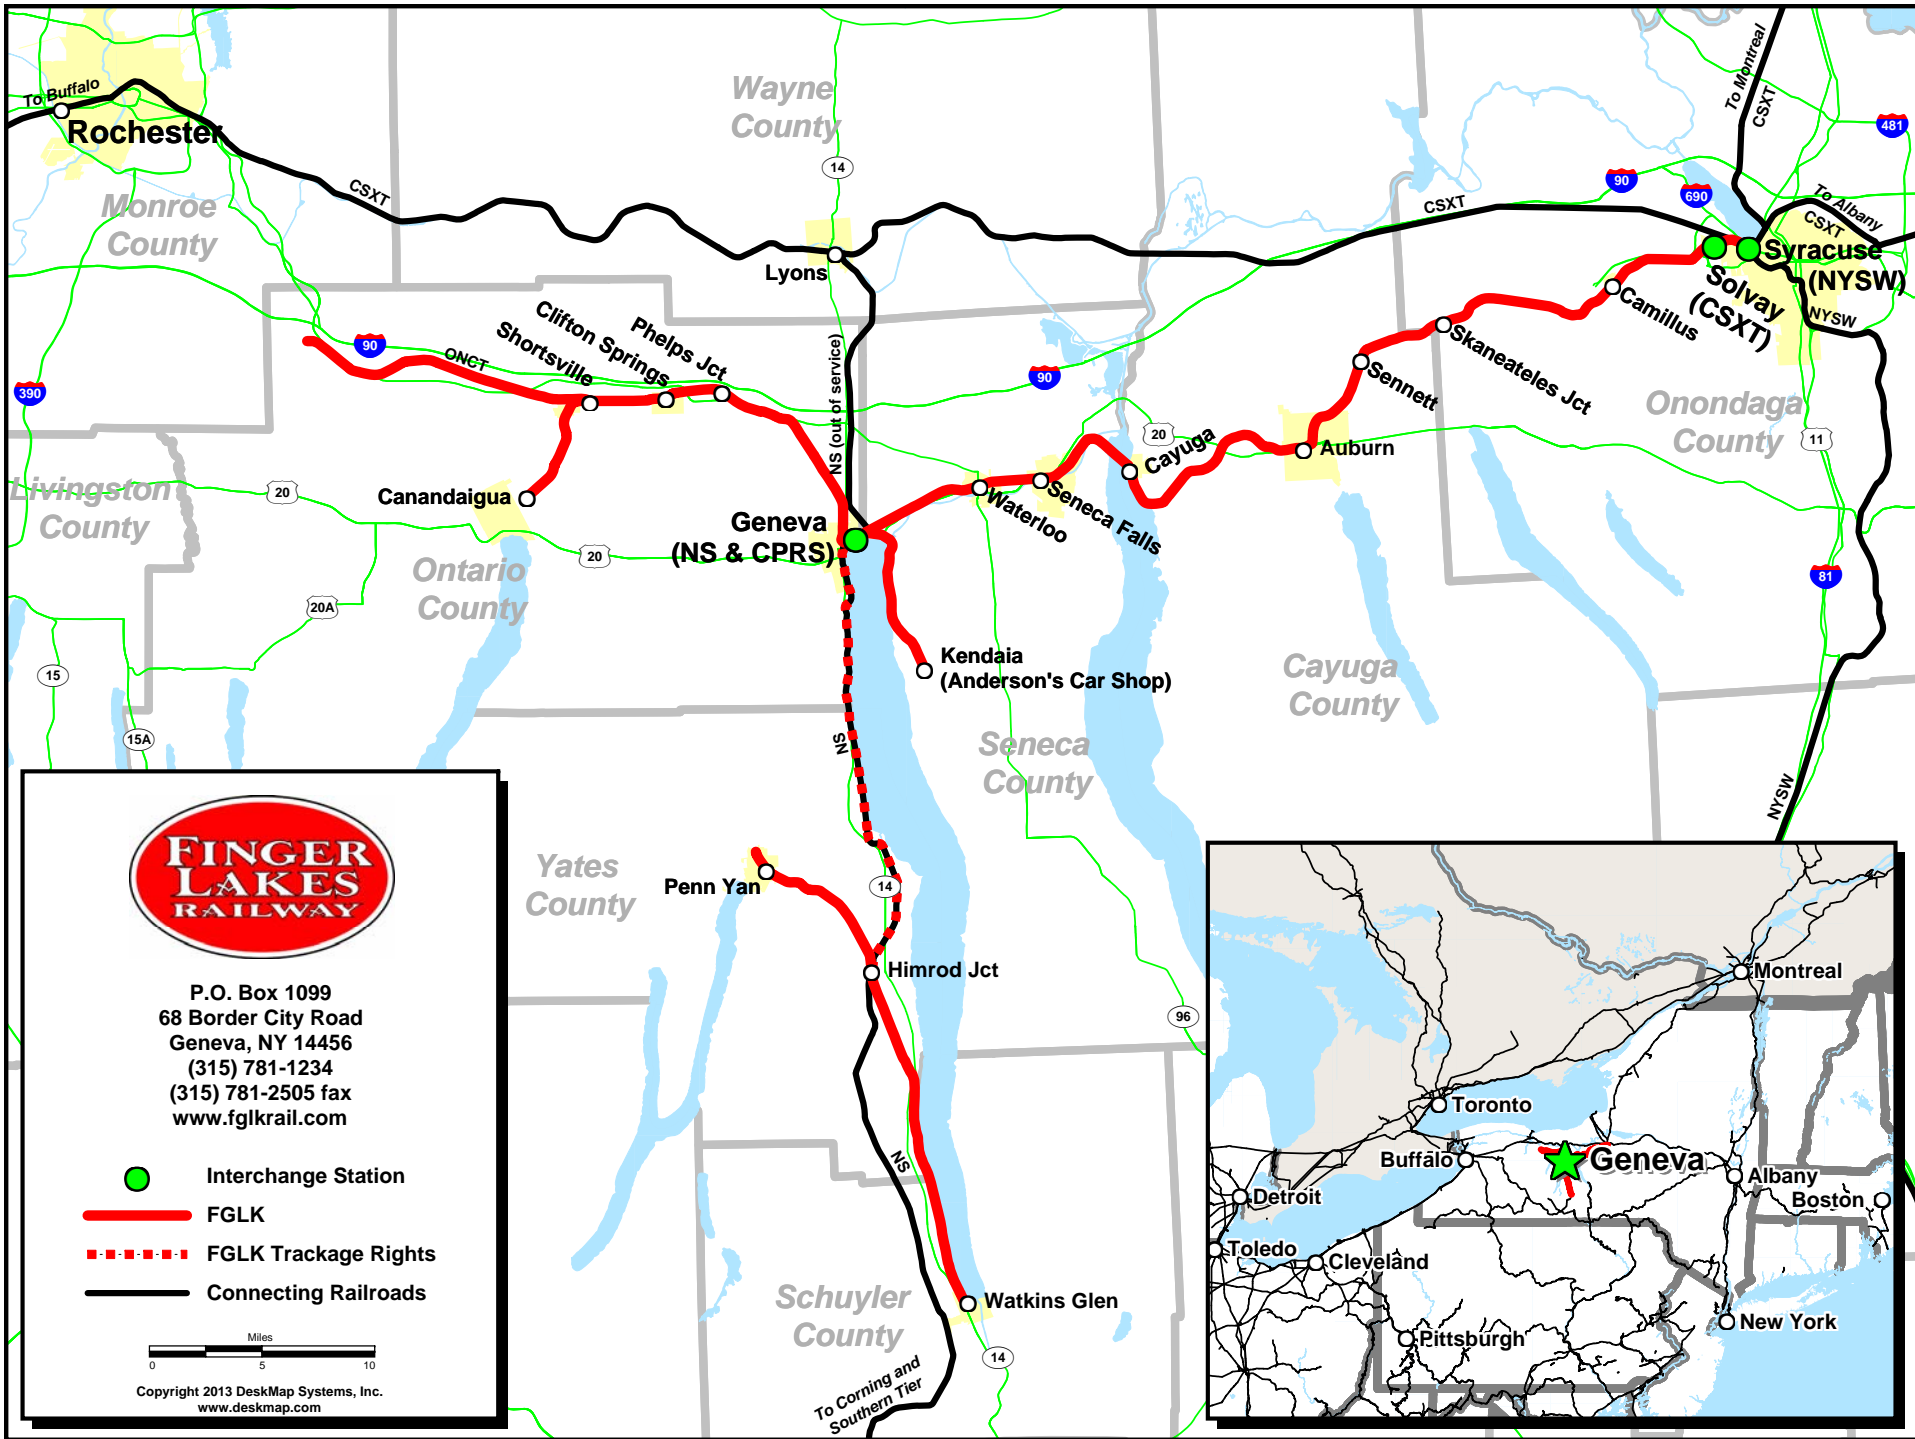 To Buffalo
Rochester
Monroe
County
Wayne
County
14
CSXT
Lyons
CSXT
90
690
481
To Montreal
CSXT
To Albany
CSXT
Syracuse
(NYSW)
Solvay
(CSXT)
NYSW
Camillus
Skaneateles Jct
Sennett
Auburn
Onondaga
County
11
81
NYSW
90
390
ONCT
Shortsville
Clifton Springs
Phelps Jct
NS (out of service)
90
20
Cayuga
Seneca Falls
Waterloo
Livingston
County
20
Canandaigua
Geneva
(NS & CPRS)
20
Ontario
County
20A
15
15A
Kendaia
(Anderson's Car Shop)
Cayuga
County
Seneca
County
NS
Yates
County
Penn Yan
14
Himrod Jct
96
NS
Schuyler
County
Watkins Glen
14
To Corning and
Southern Tier
FINGER
LAKES
RAILWAY
P.O. Box 1099
68 Border City Road
Geneva, NY 14456
(315) 781-1234
(315) 781-2505 fax
www.fglkrail.com
Interchange Station
FGLK
FGLK Trackage Rights
Connecting Railroads
Miles
0 5 10
Copyright 2013 DeskMap Systems, Inc.
www.deskmap.com
Montreal
Toronto
Buffalo
Geneva
Albany
Boston
Detroit
Toledo
Cleveland
Pittsburgh
New York